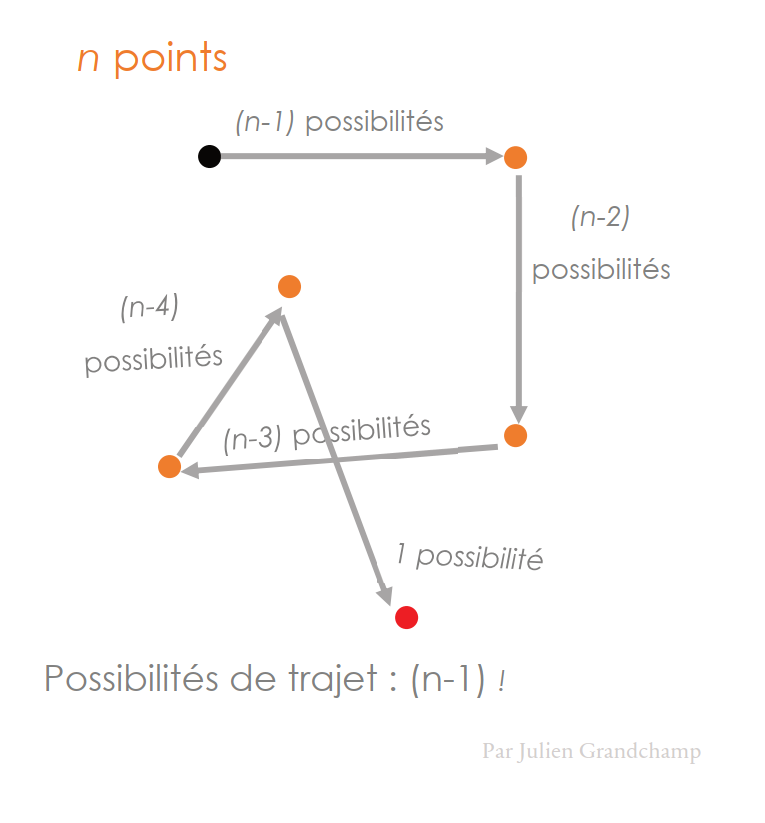 n points
(n-1) possibilités
(n-2)
possibilités
(n-4)
possibilités
(n-3) possibilités
1 possibilité
Possibilités de trajet : (n-1) !
Par Julien Grandchamp